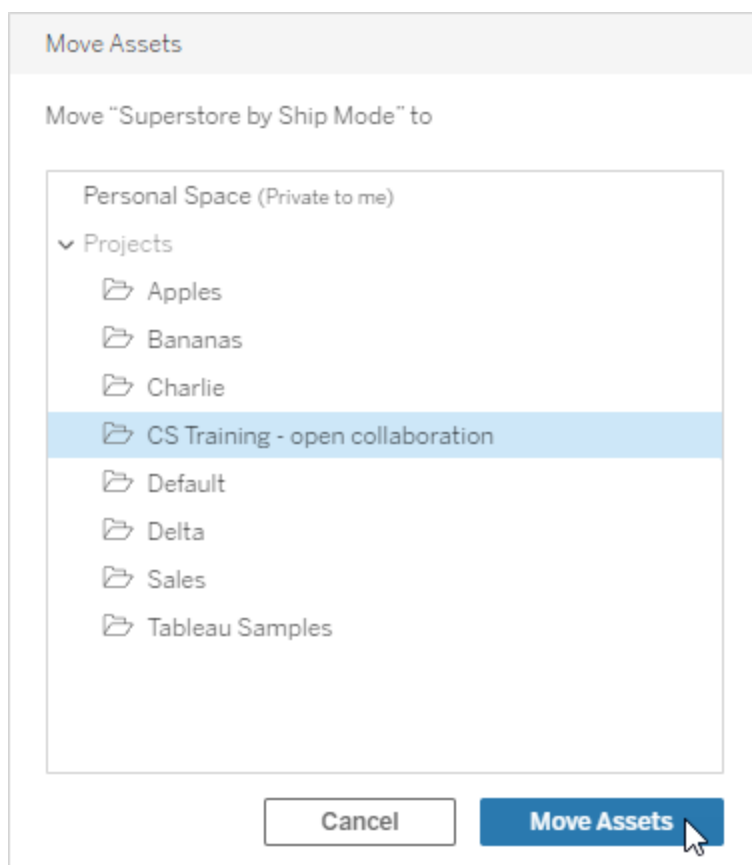 Move Assets
Move “Superstore by Ship Mode” to
Personal Space (Private to me)
Projects
Apples
Bananas
Charlie
CS Training - open collaboration
Default
Delta
Sales
Tableau Samples
Cancel
Move Assets